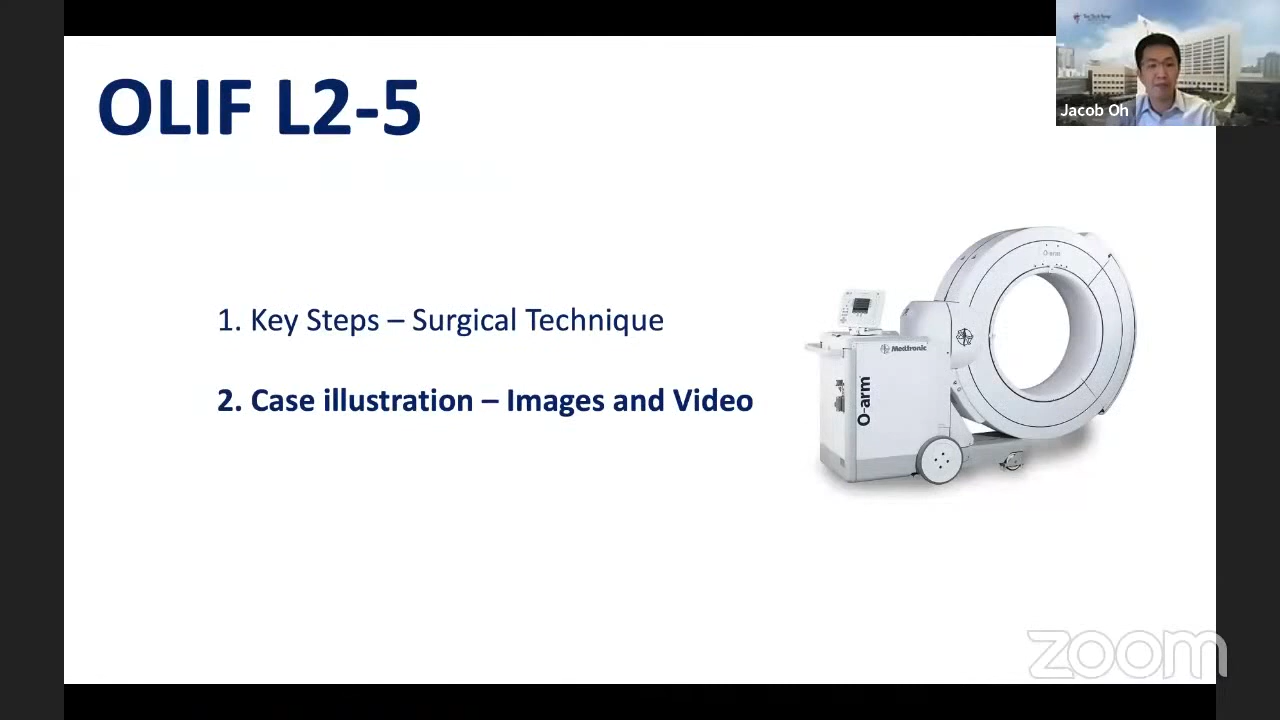 OLIF L2-5
Jacob Oh
1. Key Steps – Surgical Technique
2. Case illustration – Images and Video
O-arm
Medtronic
O-arm
zoom